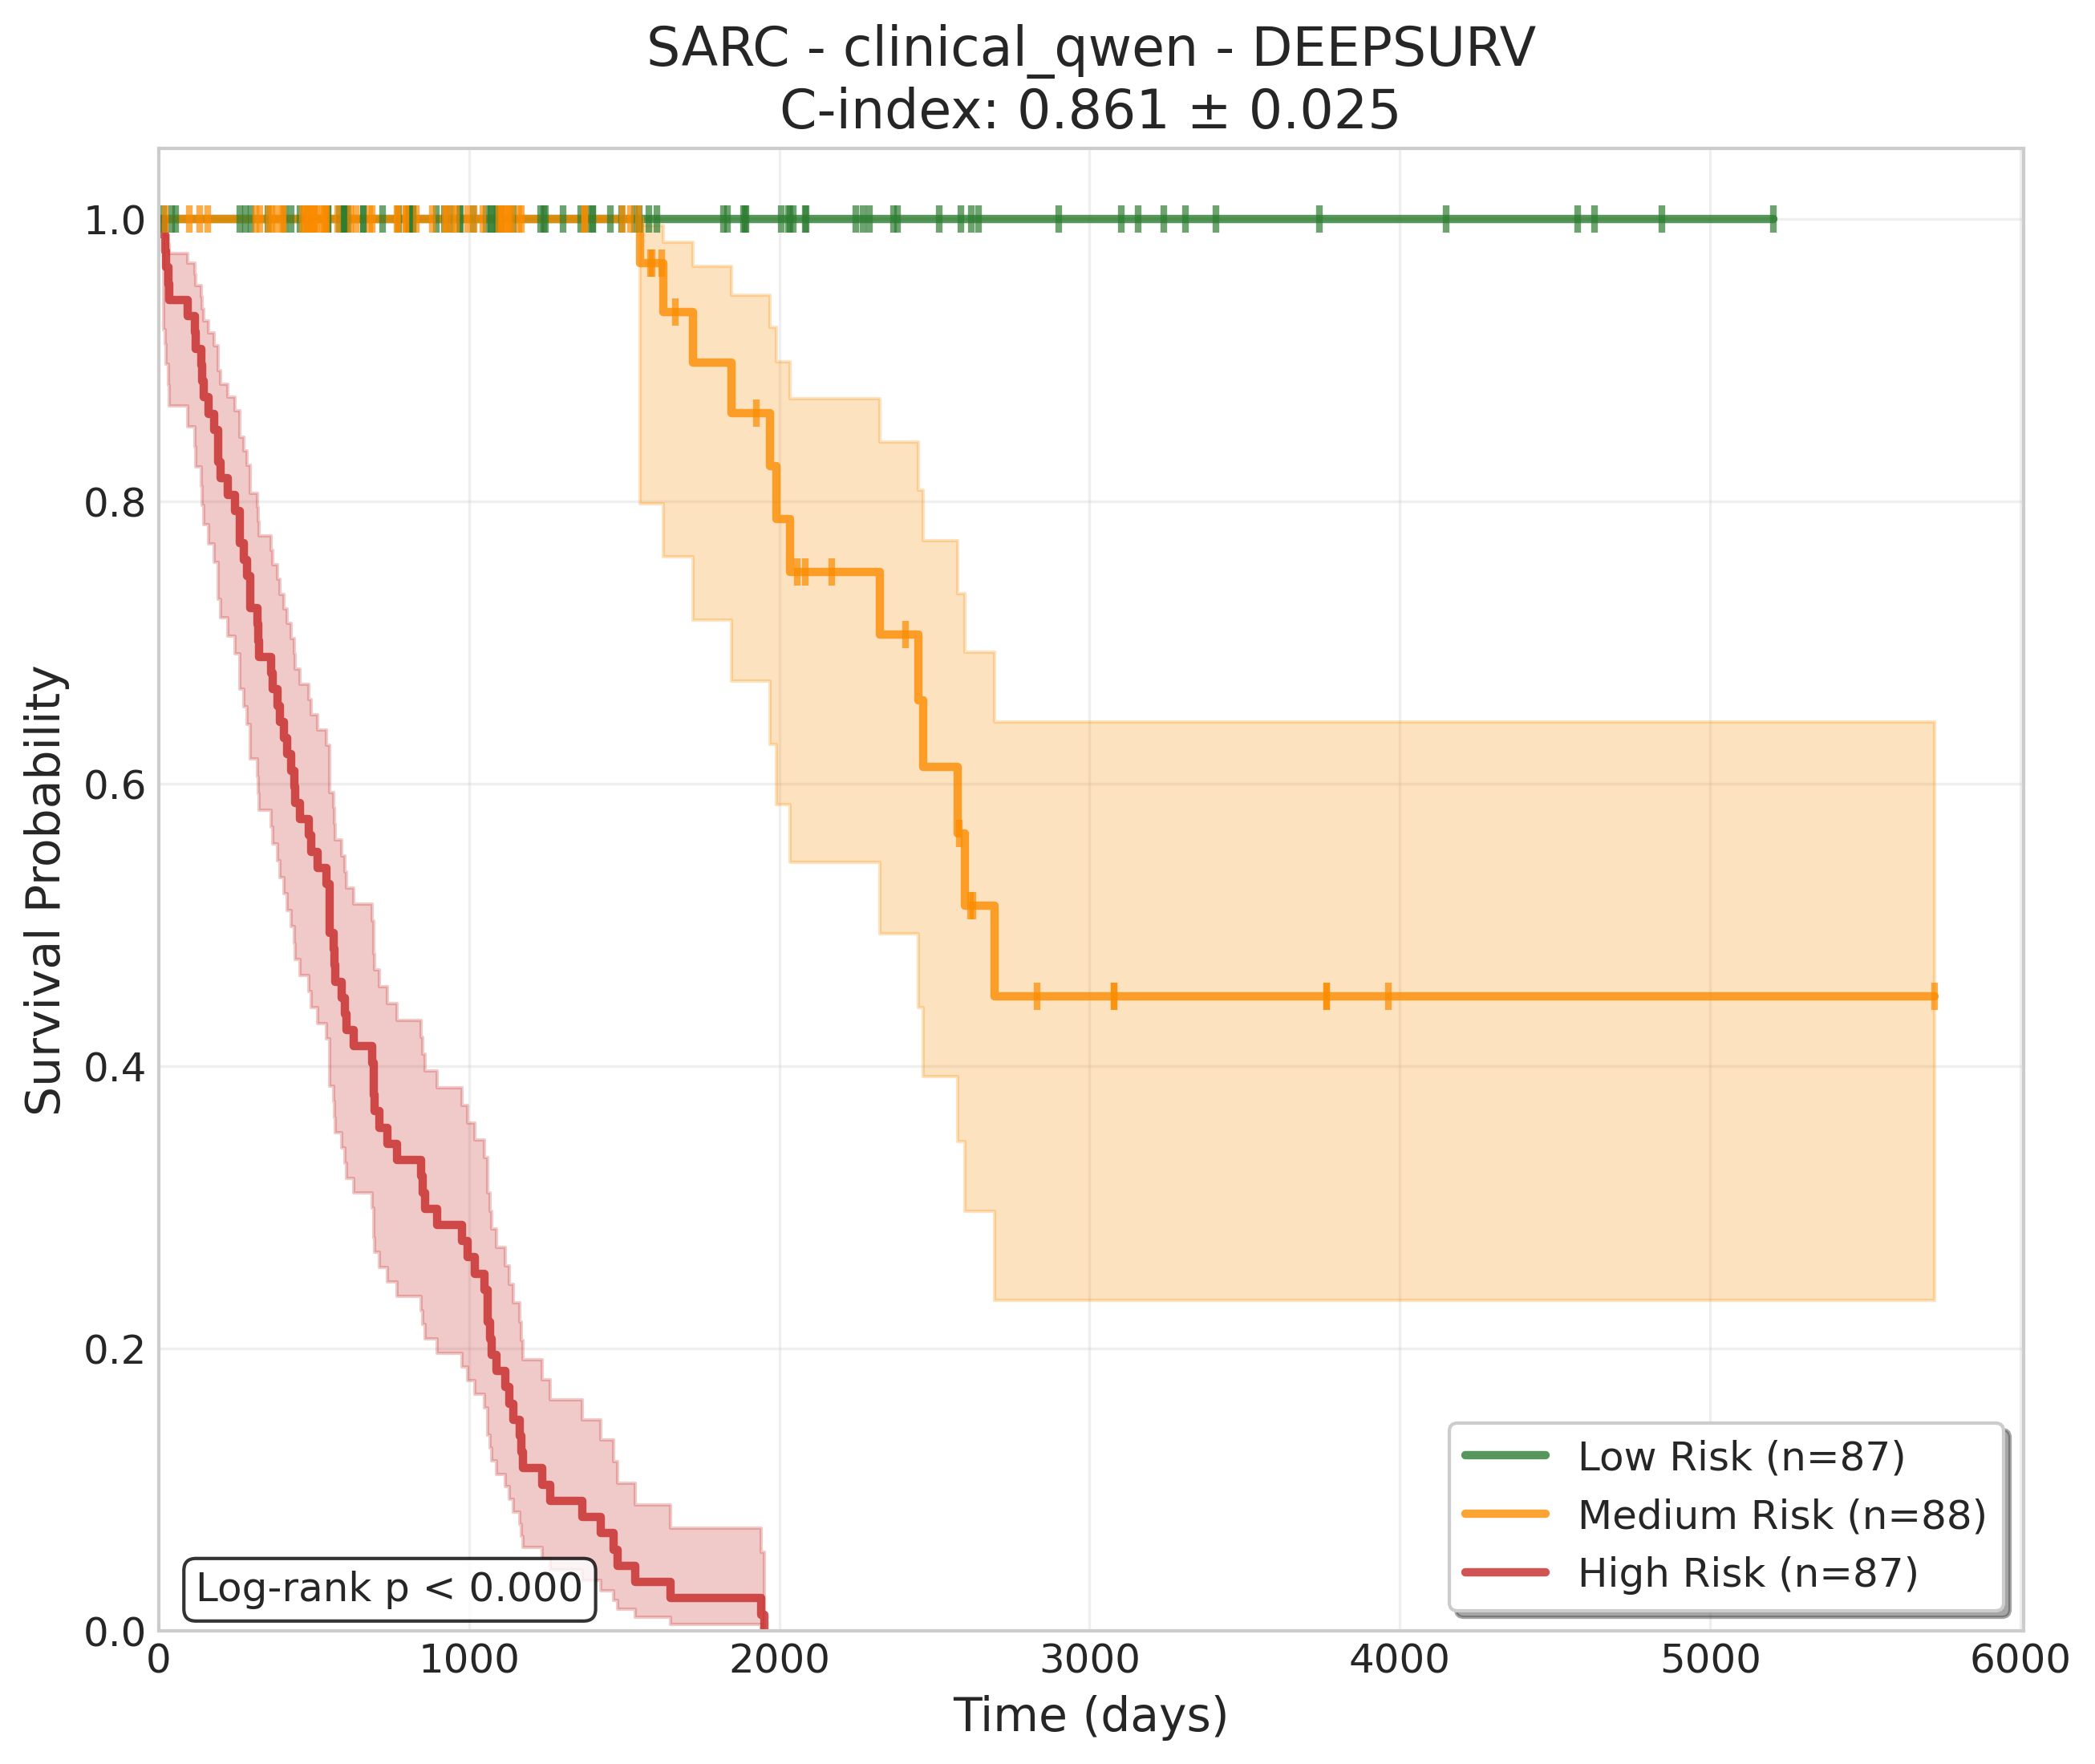 SARC - clinical_qwen - DEEPSURV
C-index: 0.861 ± 0.025
Survival Probability
1.0
0.8
0.6
0.4
0.2
0.0
0 1000 2000 3000 4000 5000 6000
Time (days)
Log-rank p < 0.000
Low Risk (n=87)
Medium Risk (n=88)
High Risk (n=87)